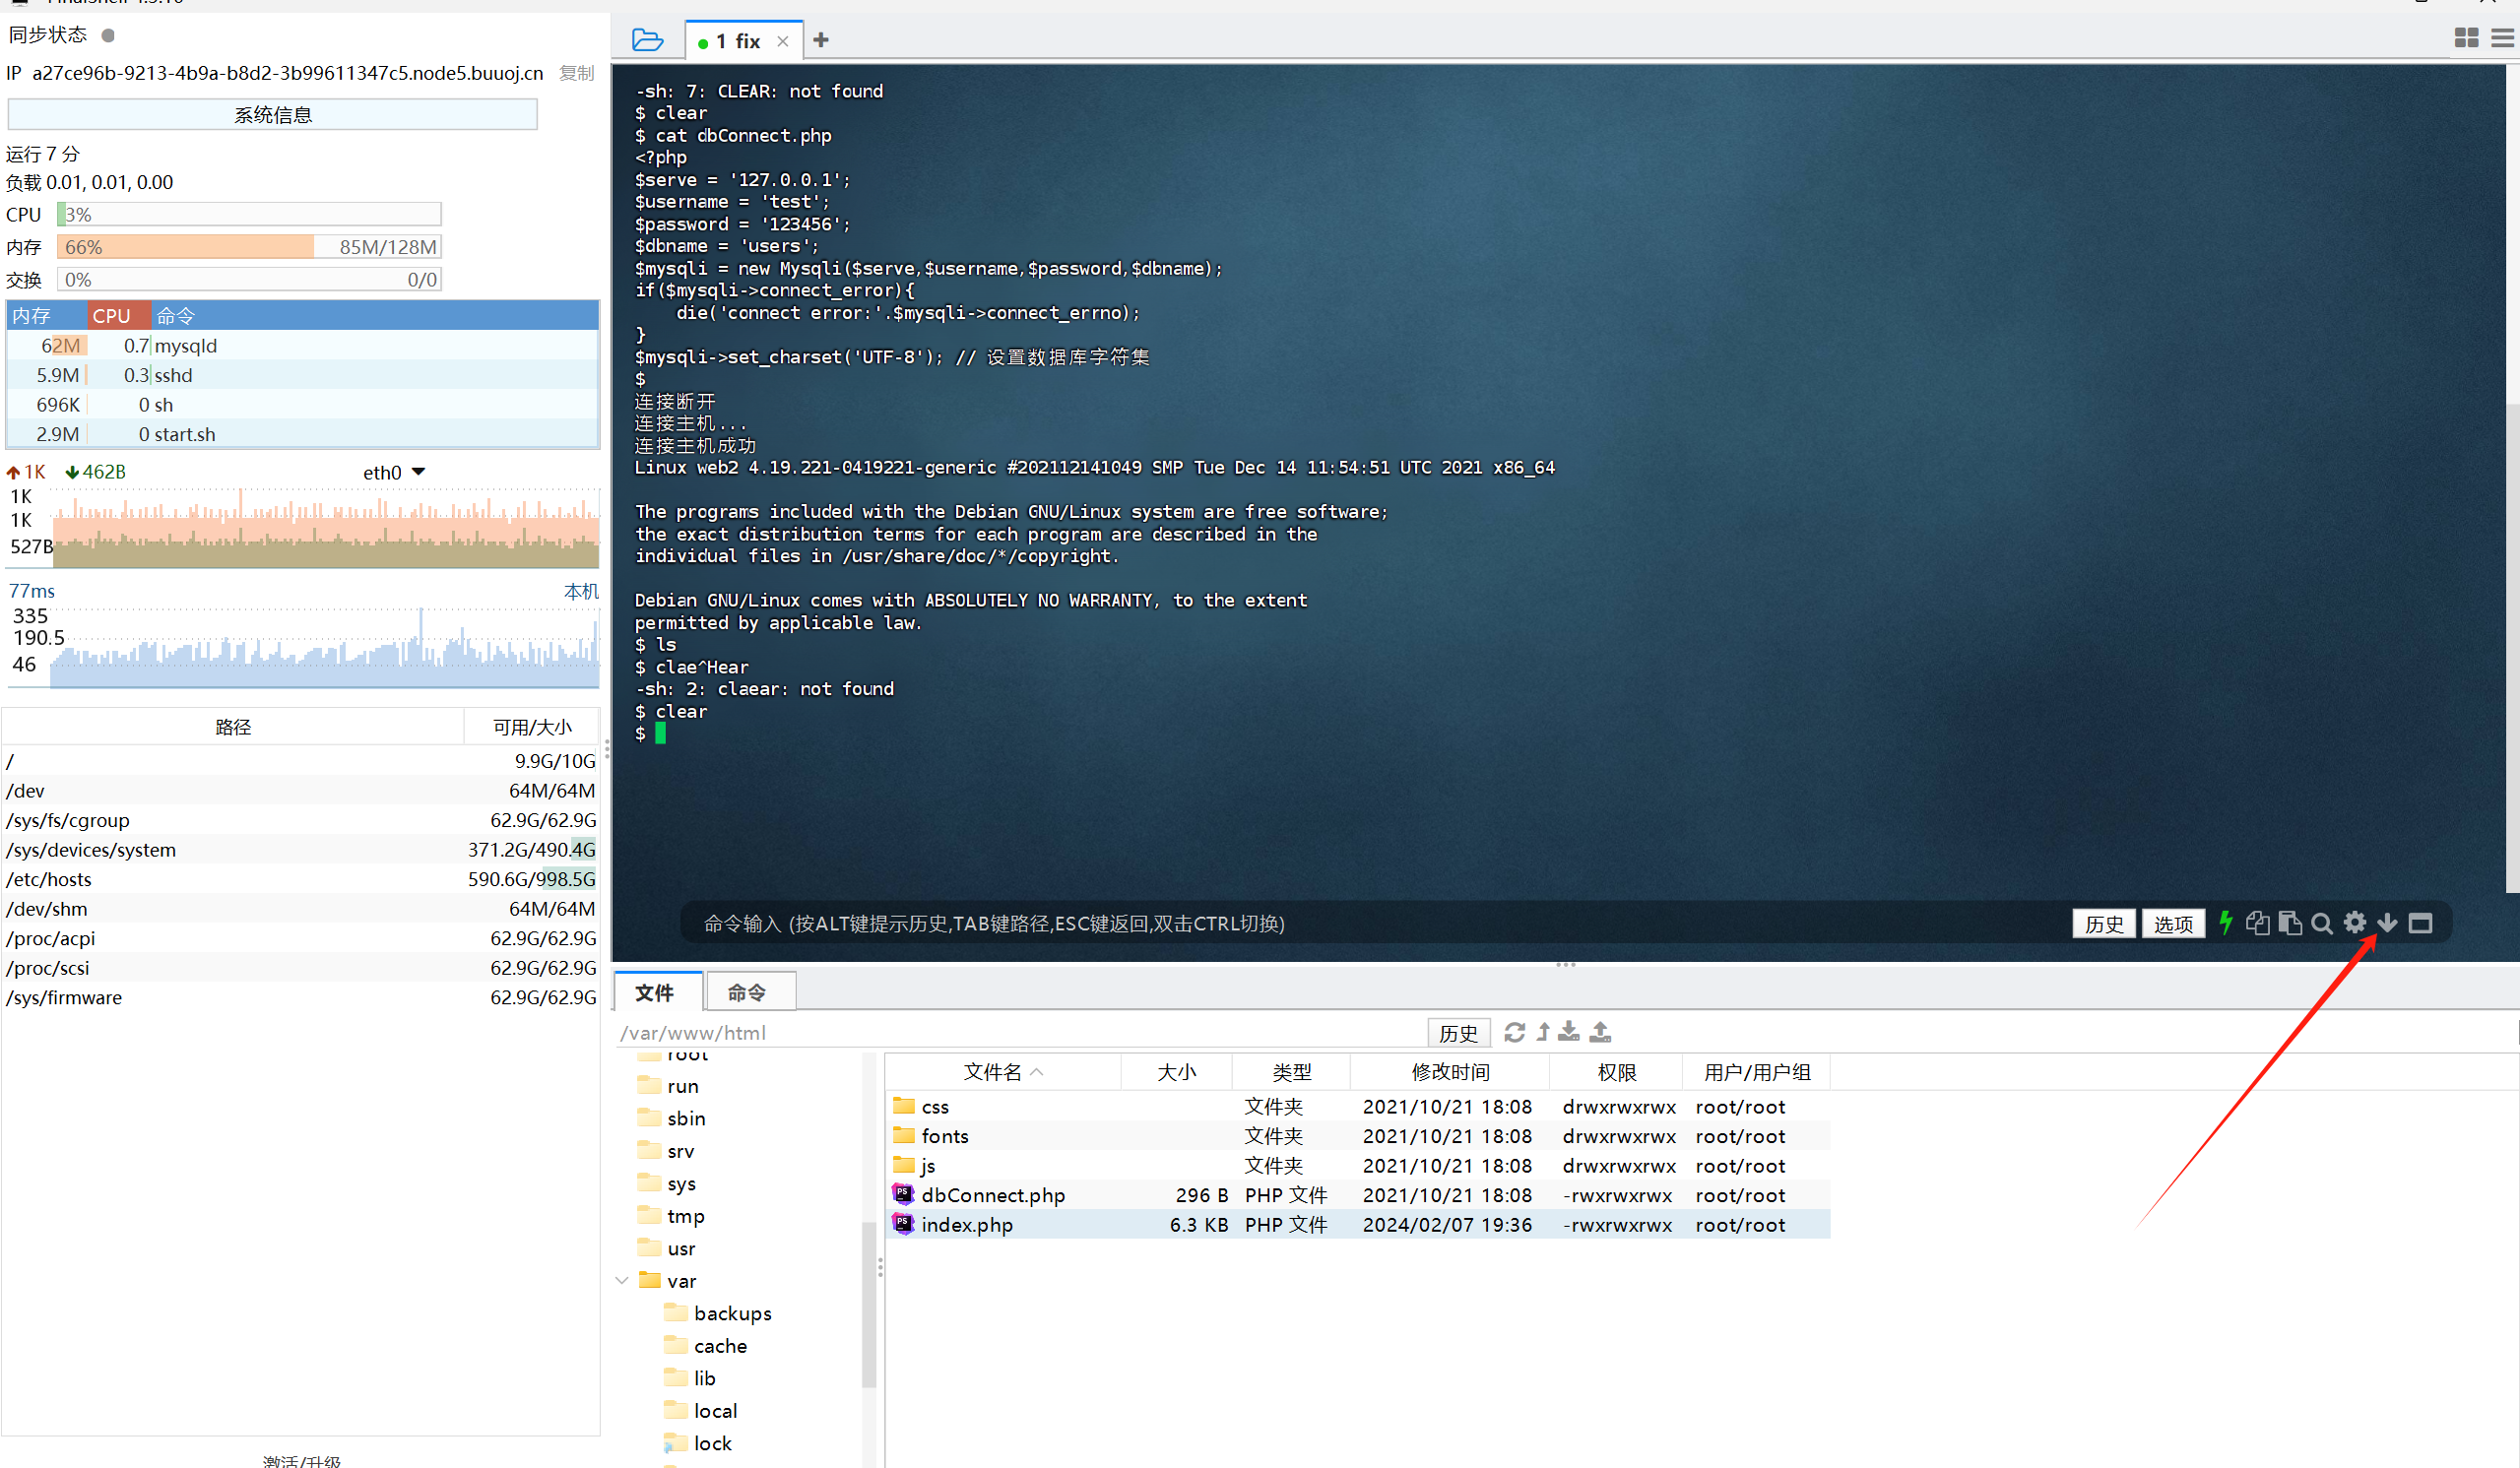 同步状态
IP a27ce96b-9213-4b9a-b8d2-3b99611347c5.node5.buuoj.cn 复制
系统信息
运行 7 分
负载 0.01, 0.01, 0.00
CPU 3%
内存 66% 85M/128M
交换 0% 0/0
内存 CPU 命令
62M 0.7 mysqld
5.9M 0.3 sshd
696K 0 sh
2.9M 0 start.sh
1K 462B eth0
1K
1K
527B
77ms 本机
335
190.5
46
路径 可用/大小
/ 9.9G/10G
/dev 64M/64M
/sys/fs/cgroup 62.9G/62.9G
/sys/devices/system 371.2G/490.4G
/etc/hosts 590.6G/998.5G
/dev/shm 64M/64M
/proc/acpi 62.9G/62.9G
/proc/scsi 62.9G/62.9G
/sys/firmware 62.9G/62.9G
激活/升级
1 fix
-sh: 7: CLEAR: not found
$ clear
$ cat dbConnect.php
<?php
$serve = '127.0.0.1';
$username = 'test';
$password = '123456';
$dbname = 'users';
$mysqli = new Mysqli($serve,$username,$password,$dbname);
if($mysqli->connect_error){
die('connect error:'.$mysqli->connect_errno);
}
$mysqli->set_charset('UTF-8'); // 设置数据库字符集
$
连接断开
连接主机...
连接主机成功
Linux web2 4.19.221-0419221-generic #202112141049 SMP Tue Dec 14 11:54:51 UTC 2021 x86_64
The programs included with the Debian GNU/Linux system are free software;
the exact distribution terms for each program are described in the
individual files in /usr/share/doc/*/copyright.
Debian GNU/Linux comes with ABSOLUTELY NO WARRANTY, to the extent
permitted by applicable law.
$ ls
$ clae^Hear
-sh: 2: claear: not found
$ clear
$
命令输入 (按ALT键提示历史,TAB键路径,ESC键返回,双击CTRL切换) 历史 选项
文件 命令
/var/www/html 历史
root
run
sbin
srv
sys
tmp
usr
var
backups
cache
lib
local
lock
文件名 大小 类型 修改时间 权限 用户/用户组
css 文件夹 2021/10/21 18:08 drwxrwxrwx root/root
fonts 文件夹 2021/10/21 18:08 drwxrwxrwx root/root
js 文件夹 2021/10/21 18:08 drwxrwxrwx root/root
dbConnect.php 296 B PHP 文件 2021/10/21 18:08 -rwxrwxrwx root/root
index.php 6.3 KB PHP 文件 2024/02/07 19:36 -rwxrwxrwx root/root